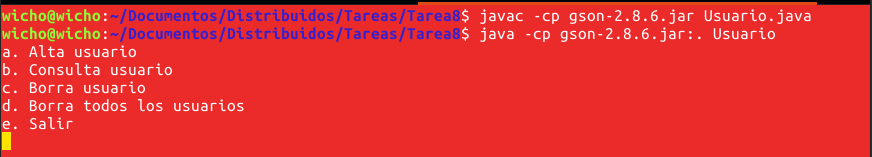 wicho@wicho:~/Documentos/Distribuidos/Tareas/Tarea8$ javac -cp gson-2.8.6.jar Usuario.java
wicho@wicho:~/Documentos/Distribuidos/Tareas/Tarea8$ java -cp gson-2.8.6.jar:. Usuario
a. Alta usuario
b. Consulta usuario
c. Borra usuario
d. Borra todos los usuarios
e. Salir